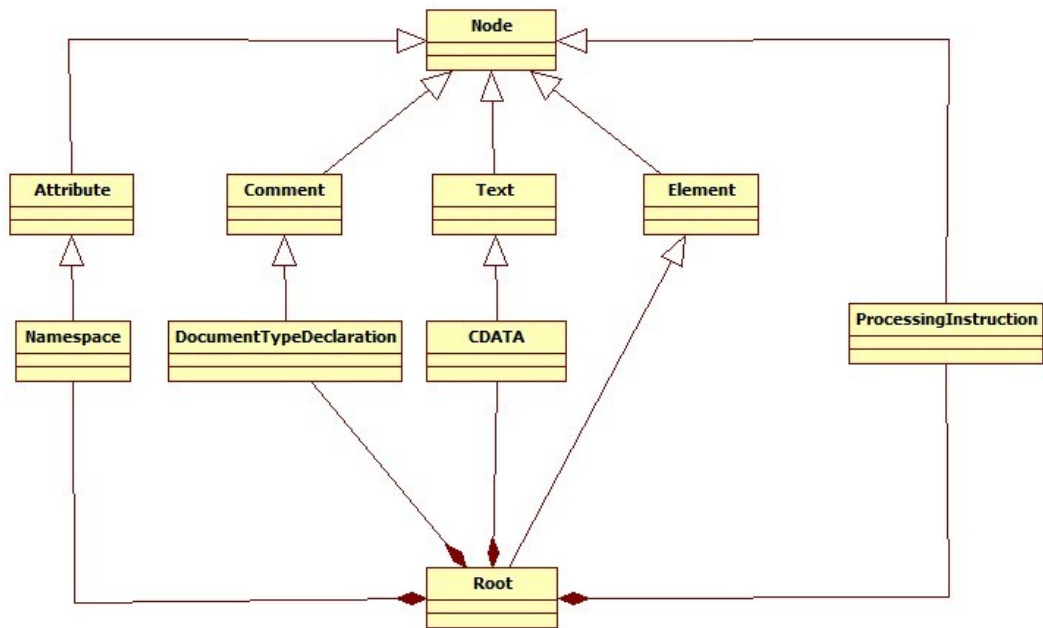 Node
Attribute
Comment
Text
Element
Namespace
DocumentTypeDeclaration
CDATA
ProcessingInstruction
Root